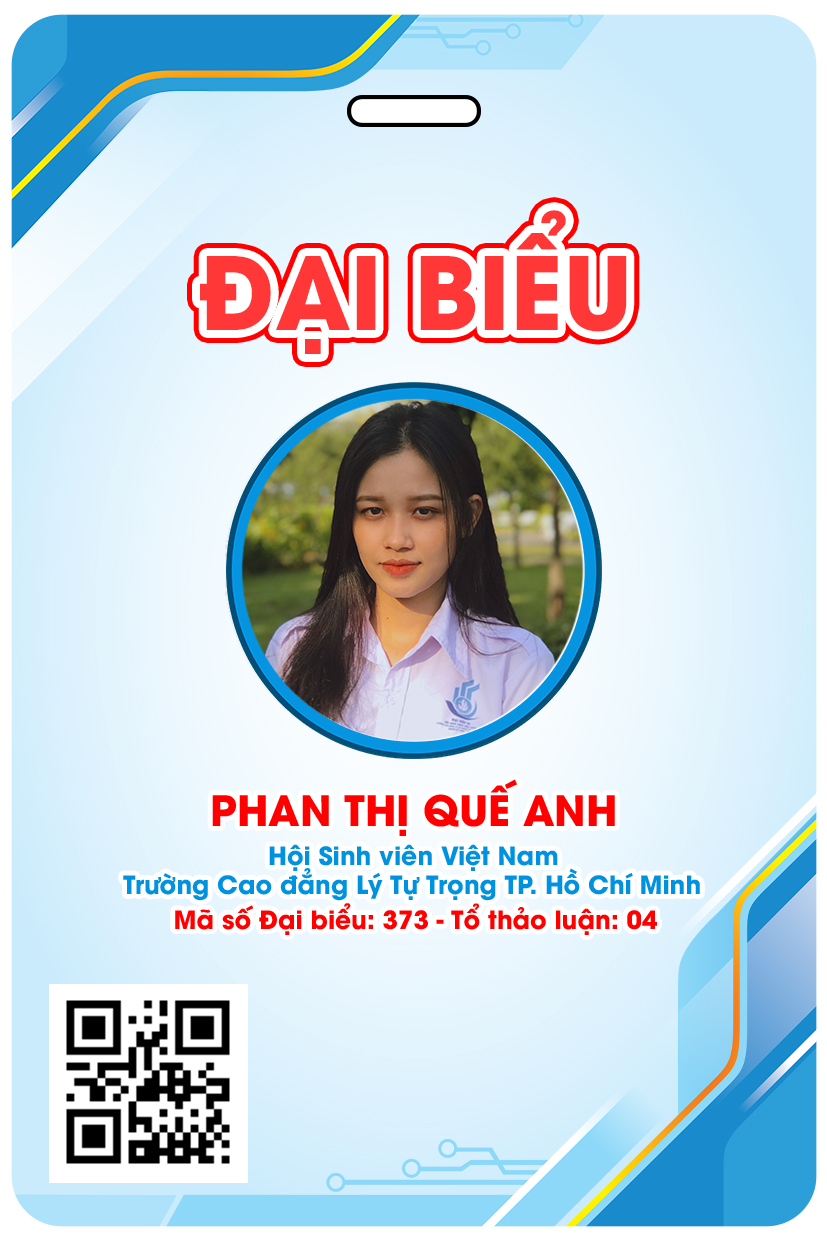 ĐẠI BIỂU
PHAN THỊ QUẾ ANH
Hội Sinh viên Việt Nam
Trường Cao đẳng Lý Tự Trọng TP. Hồ Chí Minh
Mã số Đại biểu: 373 - Tổ thảo luận: 04